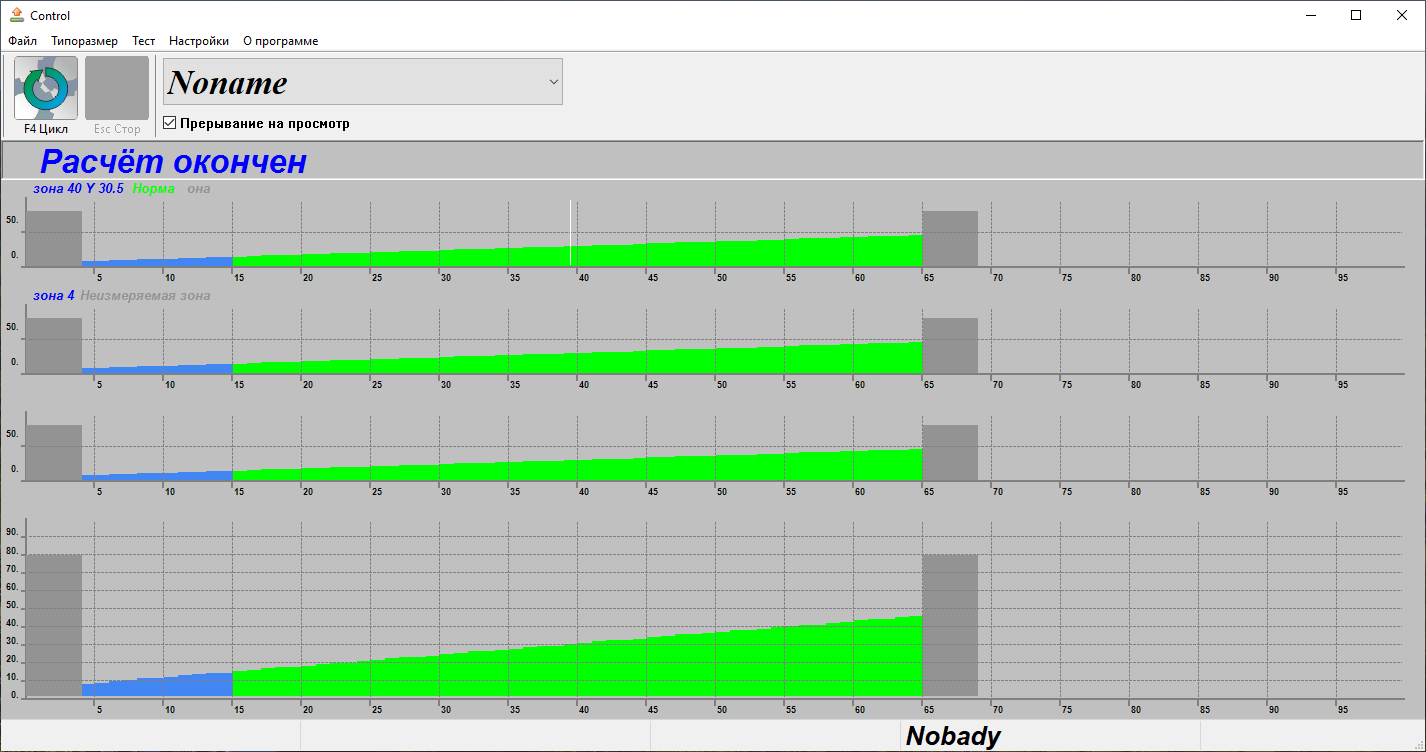 Control
Файл Типоразмер Тест Настройки О программе
Noname
F4 Цикл Esc Стоп
Прерывание на просмотр
Расчёт окончен
зона 40 Y 30.5 Норма она
50.
0.
5 10 15 20 25 30 35 40 45 50 55 60 65 70 75 80 85 90 95
зона 4 Неизмеряемая зона
50.
0.
5 10 15 20 25 30 35 40 45 50 55 60 65 70 75 80 85 90 95
50.
0.
5 10 15 20 25 30 35 40 45 50 55 60 65 70 75 80 85 90 95
90.
80.
70.
60.
50.
40.
30.
20.
10.
0.
5 10 15 20 25 30 35 40 45 50 55 60 65 70 75 80 85 90 95
Nobady